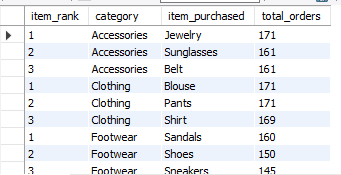 item_rank category item_purchased total_orders
1 Accessories Jewelry 171
2 Accessories Sunglasses 161
3 Accessories Belt 161
1 Clothing Blouse 171
2 Clothing Pants 171
3 Clothing Shirt 169
1 Footwear Sandals 160
2 Footwear Shoes 150
3 Footwear Sneakers 145